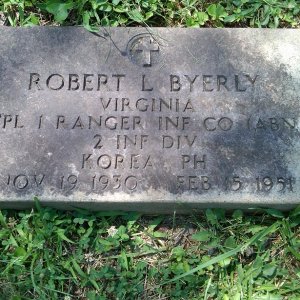 ROBERT L BYERLY
VIRGINIA
PL 1 RANGER INF CO (ABN
2 INF DIV
KOREA PH
NOV 19 1930 FEB 15 1951